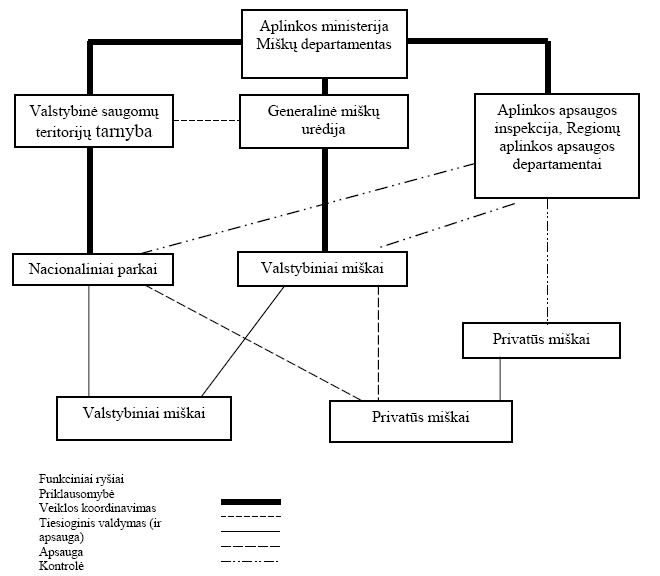 Aplinkos ministerija
Miškų departamentas
Valstybinė saugomų
teritorijų tarnyba
Generalinė miškų
urėdija
Aplinkos apsaugos
inspekcija, Regionų
aplinkos apsaugos
departamentai
Nacionaliniai parkai
Valstybiniai miškai
Privatūs miškai
Valstybiniai miškai
Privatūs miškai
Funkciniai ryšiai
Priklausomybė
Veiklos koordinavimas
Tiesioginis valdymas (ir
apsauga)
Apsauga
Kontrolė